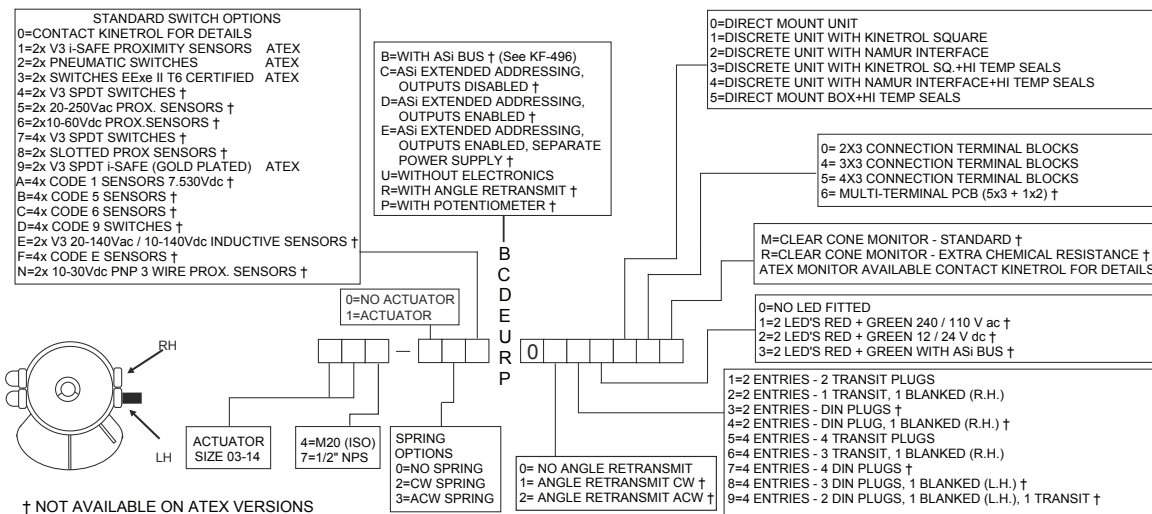 STANDARD SWITCH OPTIONS
0=CONTACT KINETROL FOR DETAILS
1=2x V3 i-SAFE PROXIMITY SENSORS ATEX
2=2x PNEUMATIC SWITCHES ATEX
3=2x SWITCHES EExe II T6 CERTIFIED ATEX
4=2x V3 SPDT SWITCHES †
5=2x 20-250Vac PROX. SENSORS †
6=2x10-60Vdc PROX.SENSORS †
7=4x V3 SPDT SWITCHES †
8=2x SLOTTED PROX SENSORS †
9=2x V3 SPDT i-SAFE (GOLD PLATED) ATEX
A=4x CODE 1 SENSORS 7.530Vdc †
B=4x CODE 5 SENSORS †
C=4x CODE 6 SENSORS †
D=4x CODE 9 SWITCHES †
E=2x V3 20-140Vac / 10-140Vdc INDUCTIVE SENSORS †
F=4x CODE E SENSORS †
N=2x 10-30Vdc PNP 3 WIRE PROX. SENSORS †
B=WITH ASi BUS † (See KF-496)
C=ASi EXTENDED ADDRESSING,
OUTPUTS DISABLED †
D=ASi EXTENDED ADDRESSING,
OUTPUTS ENABLED †
E=ASi EXTENDED ADDRESSING,
OUTPUTS ENABLED, SEPARATE
POWER SUPPLY †
U=WITHOUT ELECTRONICS
R=WITH ANGLE RETRANSMIT †
P=WITH POTENTIOMETER †
0=DIRECT MOUNT UNIT
1=DISCRETE UNIT WITH KINETROL SQUARE
2=DISCRETE UNIT WITH NAMUR INTERFACE
3=DISCRETE UNIT WITH KINETROL SQ.+HI TEMP SEALS
4=DISCRETE UNIT WITH NAMUR INTERFACE+HI TEMP SEALS
5=DIRECT MOUNT BOX+HI TEMP SEALS
0= 2X3 CONNECTION TERMINAL BLOCKS
4= 3X3 CONNECTION TERMINAL BLOCKS
5= 4X3 CONNECTION TERMINAL BLOCKS
6= MULTI-TERMINAL PCB (5x3 + 1x2) †
M=CLEAR CONE MONITOR - STANDARD †
R=CLEAR CONE MONITOR - EXTRA CHEMICAL RESISTANCE †
ATEX MONITOR AVAILABLE CONTACT KINETROL FOR DETAILS
0=NO ACTUATOR
1=ACTUATOR
B
C
D
E
U
R
P
–
0
0=NO LED FITTED
1=2 LED'S RED + GREEN 240 / 110 V ac †
2=2 LED'S RED + GREEN 12 / 24 V dc †
3=2 LED'S RED + GREEN WITH ASi BUS †
RH
LH
ACTUATOR
SIZE 03-14
4=M20 (ISO)
7=1/2" NPS
SPRING
OPTIONS
0=NO SPRING
2=CW SPRING
3=ACW SPRING
0= NO ANGLE RETRANSMIT
1= ANGLE RETRANSMIT CW †
2= ANGLE RETRANSMIT ACW †
1=2 ENTRIES - 2 TRANSIT PLUGS
2=2 ENTRIES - 1 TRANSIT, 1 BLANKED (R.H.)
3=2 ENTRIES - DIN PLUGS †
4=2 ENTRIES - DIN PLUG, 1 BLANKED (R.H.) †
5=4 ENTRIES - 4 TRANSIT PLUGS
6=4 ENTRIES - 3 TRANSIT, 1 BLANKED (R.H.)
7=4 ENTRIES - 4 DIN PLUGS †
8=4 ENTRIES - 3 DIN PLUGS, 1 BLANKED (L.H.) †
9=4 ENTRIES - 2 DIN PLUGS, 1 BLANKED (L.H.), 1 TRANSIT †
† NOT AVAILABLE ON ATEX VERSIONS